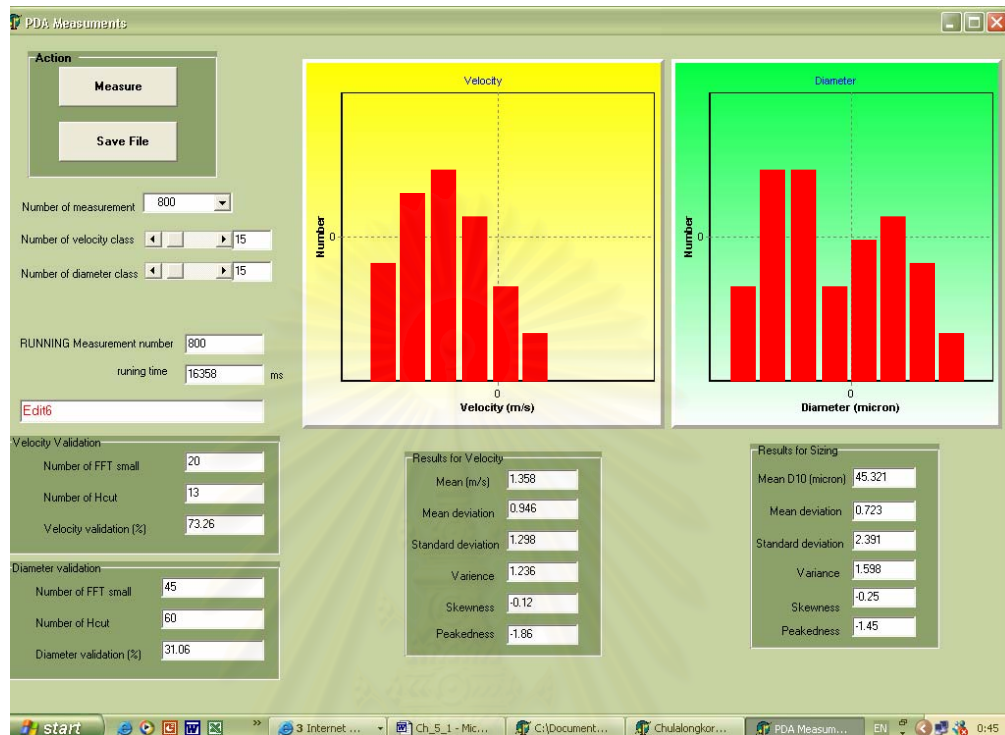 PDA Measuments
Action
Measure
Save File
Number of measurement 800
Number of velocity class 15
Number of diameter class 15
RUNNING Measurement number 800
runing time 16358 ms
Edit6
Velocity Validation
Number of FFT small 20
Number of Hcut 13
Velocity validation (%) 73.26
Diameter validation
Number of FFT small 45
Number of Hcut 60
Diameter validation (%) 31.06
Velocity
Number
0
0
Velocity (m/s)
Diameter
Number
0
0
Diameter (micron)
Results for Velocity
Mean (m/s) 1.358
Mean deviation 0.946
Standard deviation 1.298
Varience 1.236
Skewness -0.12
Peakedness -1.86
Results for Sizing
Mean D10 (micron) 45.321
Mean deviation 0.723
Standard deviation 2.391
Variance 1.598
Skewness -0.25
Peakedness -1.45
start » 3 Internet ... Ch_5_1 - Mic... C:\Document... Chulalongkor... PDA Measum... EN 0:45